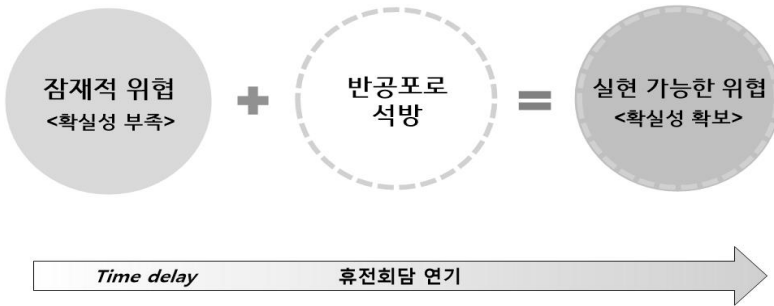 잠재적 위협
<확실성 부족>
+
반공포로
석방
=
실현 가능한 위협
<확실성 확보>
Time delay 휴전회담 연기